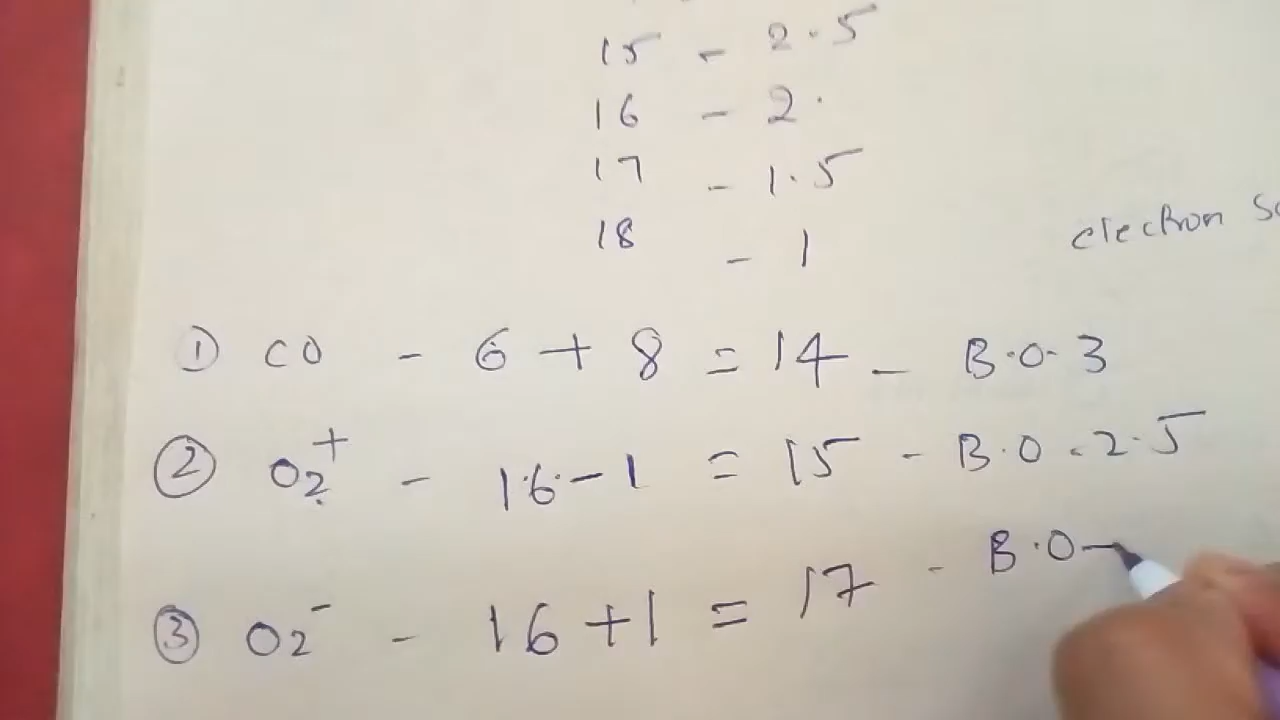 15 - 2.5
16 - 2.
17 - 1.5
18 - 1
electron
① CO - 6 + 8 = 14 - B.O. 3
② O₂⁺ - 16 - 1 = 15 - B.O - 2.5
③ O₂⁻ - 16 + 1 = 17 - B.O -